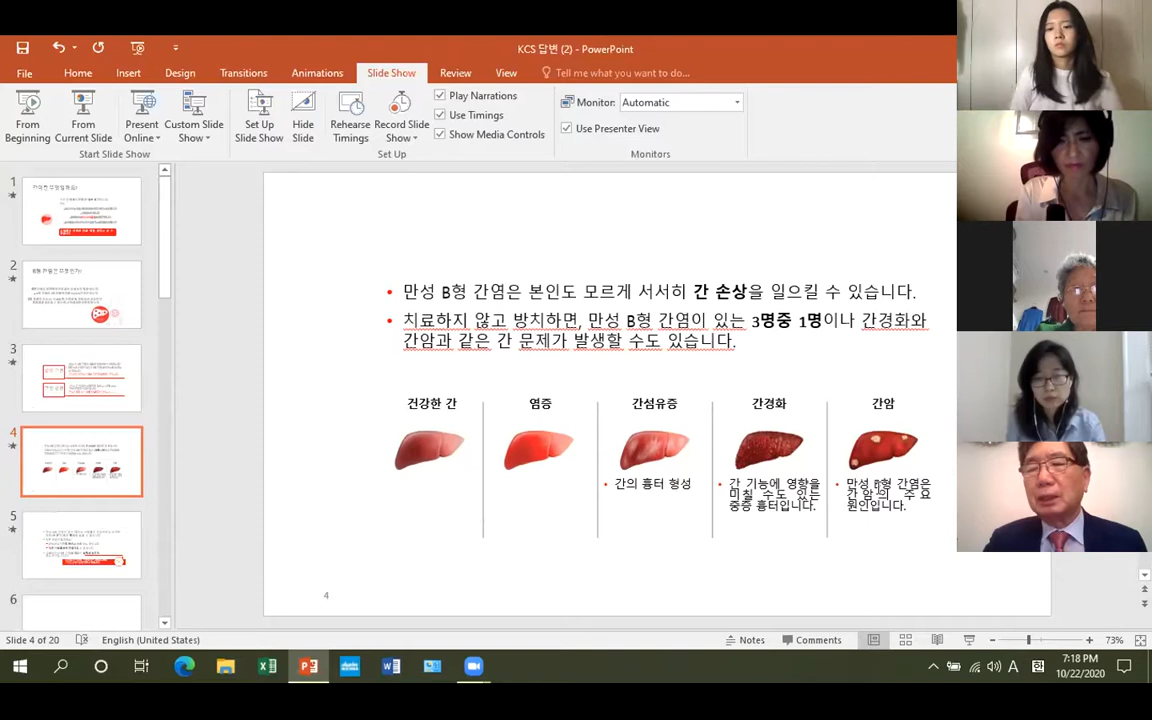 KCS 답변 (2) - PowerPoint
File Home Insert Design Transitions Animations Slide Show Review View Tell me what you want to do...
From Beginning
From Current Slide
Present Online
Custom Slide Show
Start Slide Show
Set Up Slide Show
Hide Slide
Rehearse Timings
Record Slide Show
Play Narrations
Use Timings
Show Media Controls
Set Up
Monitor: Automatic
Use Presenter View
Monitors
1
2
3
4
5
6
• 만성 B형 간염은 본인도 모르게 서서히 간 손상을 일으킬 수 있습니다.
• 치료하지 않고 방치하면, 만성 B형 간염이 있는 3명중 1명이나 간경화와
간암과 같은 간 문제가 발생할 수도 있습니다.
건강한 간 염증 간섬유증 간경화 간암
• 간의 흉터 형성
• 간 기능에 영향을
미칠 수도 있는
중증 흉터입니다.
• 만성 B형 간염은
간암의 주요
원인입니다.
4
Slide 4 of 20 English (United States) Notes Comments 73%
A 한 7:18 PM
10/22/2020